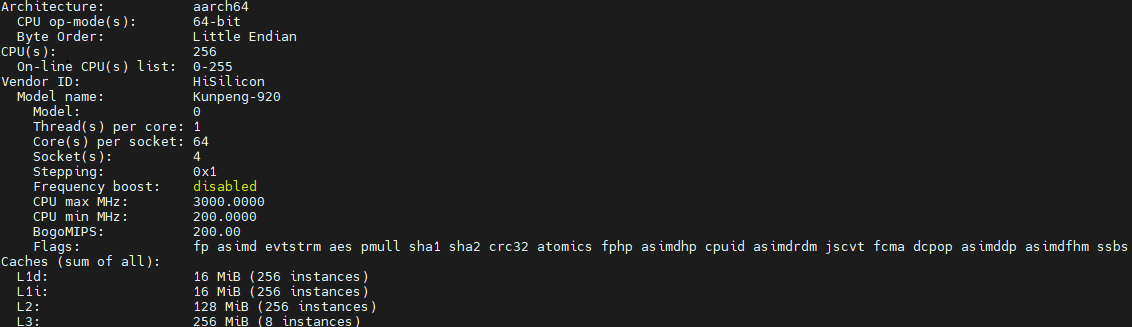 Architecture: aarch64
CPU op-mode(s): 64-bit
Byte Order: Little Endian
CPU(s): 256
On-line CPU(s) list: 0-255
Vendor ID: HiSilicon
Model name: Kunpeng-920
Model: 0
Thread(s) per core: 1
Core(s) per socket: 64
Socket(s): 4
Stepping: 0x1
Frequency boost: disabled
CPU max MHz: 3000.0000
CPU min MHz: 200.0000
BogoMIPS: 200.00
Flags: fp asimd evtstrm aes pmull sha1 sha2 crc32 atomics fphp asimdhp cpuid asimdrdm jscvt fcma dcpop asimddp asimdfhm ssbs
Caches (sum of all):
L1d: 16 MiB (256 instances)
L1i: 16 MiB (256 instances)
L2: 128 MiB (256 instances)
L3: 256 MiB (8 instances)